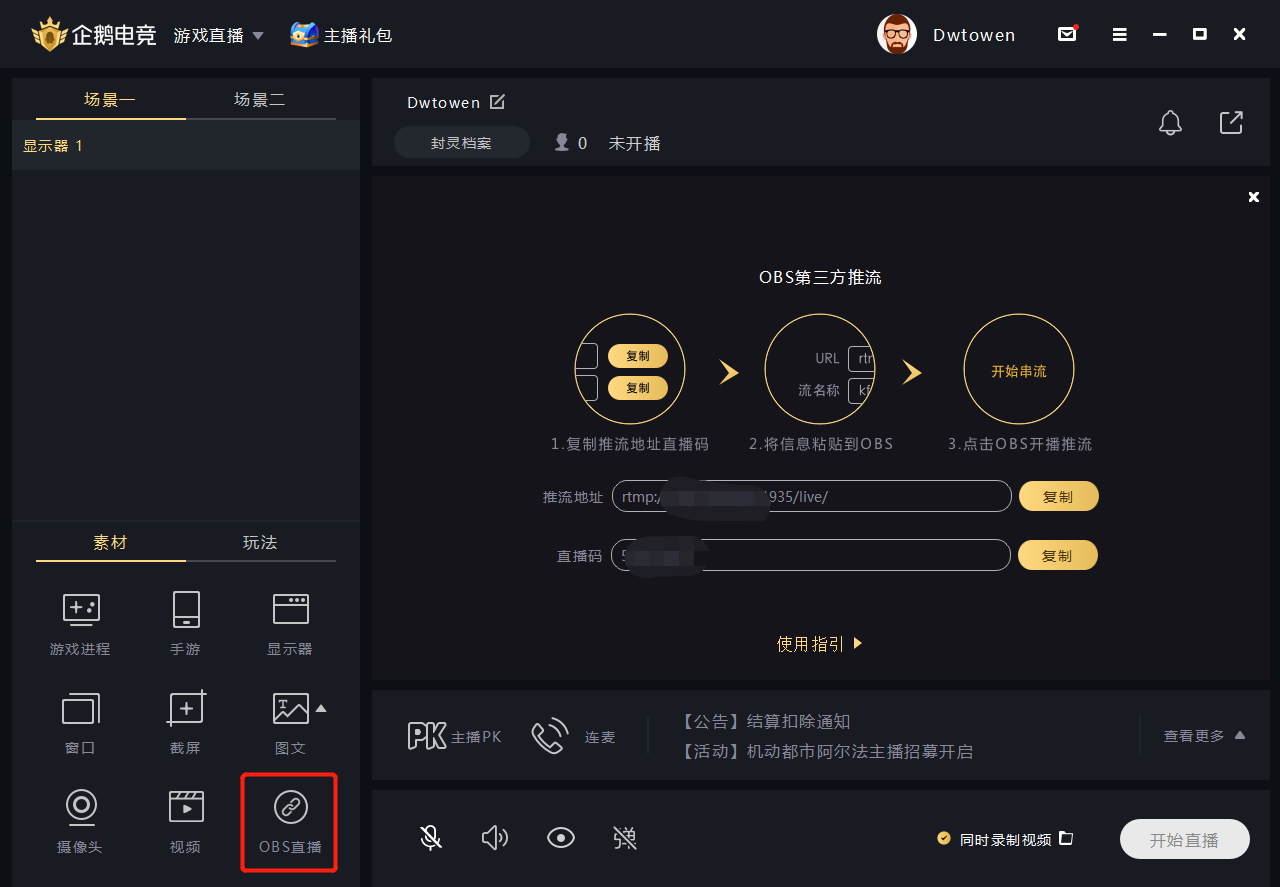 企鹅电竞 游戏直播 主播礼包 Dwtowen
场景一 场景二
显示器 1
Dwtowen
封灵档案 0 未开播
OBS第三方推流
复制
复制
URL rtr
流名称 kf
开始串流
1.复制推流地址直播码 2.将信息粘贴到OBS 3.点击OBS开播推流
推流地址 rtmp:/ 935/live/ 复制
直播码 复制
使用指引
素材 玩法
游戏进程 手游 显示器
窗口 截屏 图文
摄像头 视频 OBS直播
PK 主播PK 连麦
【公告】结算扣除通知
【活动】机动都市阿尔法主播招募开启
查看更多
弹 同时录制视频 开始直播